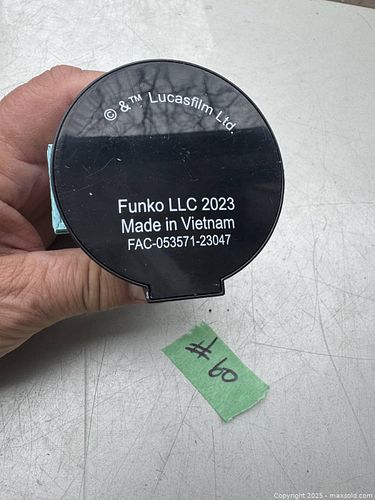 © & ™ Lucasfilm Ltd.
Funko LLC 2023
Made in Vietnam
FAC-053571-23047
#60
Copyright 2025 - maxsold.com